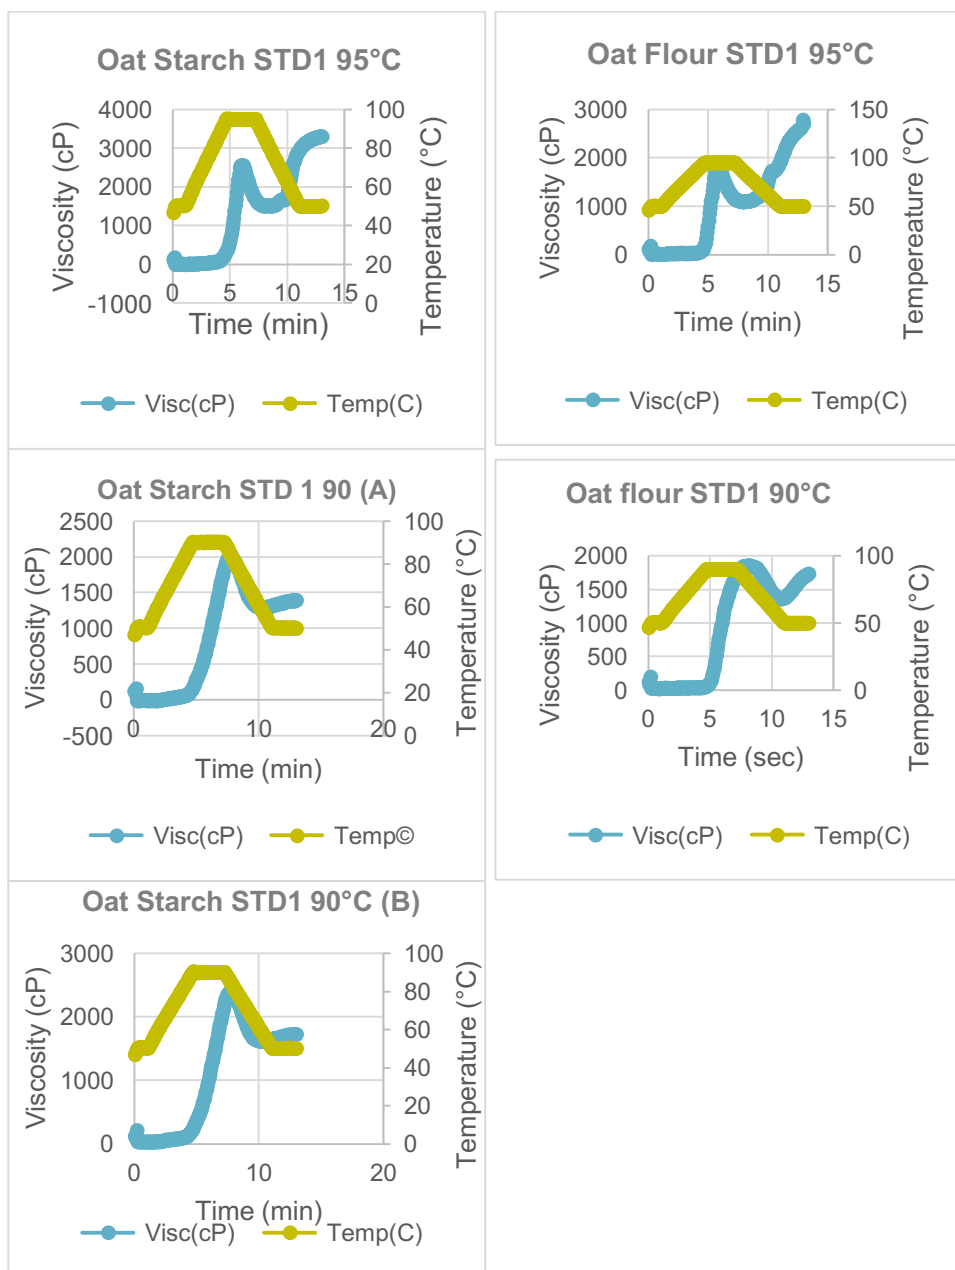 Oat Starch STD1 95°C
Viscosity (cP)
4000
3000
2000
1000
0
-1000
0
5
10
15
100
80
60
40
20
0
Temperature (°C)
Time (min)
Visc(cP) Temp(C)
Oat Flour STD1 95°C
Viscosity (cP)
3000
2000
1000
0
0
5
10
15
150
100
50
0
Tempereature (°C)
Time (min)
Visc(cP) Temp(C)
Oat Starch STD 1 90 (A)
Viscosity (cP)
2500
2000
1500
1000
500
0
-500
0
10
20
100
80
60
40
20
0
Temperature (°C)
Time (min)
Visc(cP) Temp©
Oat flour STD1 90°C
Viscosity (cP)
2000
1500
1000
500
0
0
5
10
15
100
50
0
Temperature (°C)
Time (sec)
Visc(cP) Temp(C)
Oat Starch STD1 90°C (B)
Viscosity (cP)
3000
2000
1000
0
0
10
20
100
80
60
40
20
0
Temperature (°C)
Time (min)
Visc(cP) Temp(C)